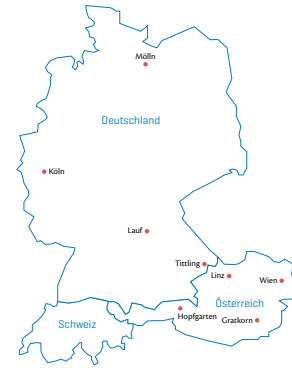 Mölln
Deutschland
Köln
Lauf
Tittling
Linz
Wien
Österreich
Hopfgarten
Gratkorn
Schweiz